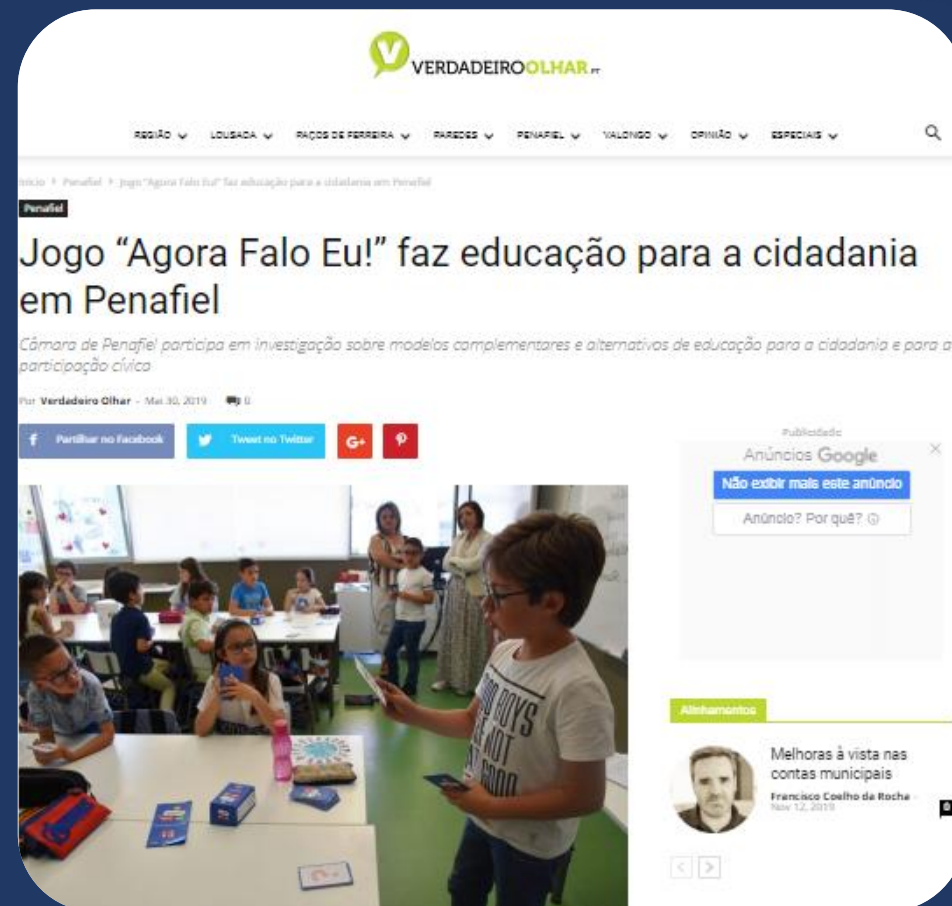 VERDADEIROOLHAR.PT
REGIÃO LOUSADA PAÇOS DE FERREIRA PAREDES PENAFIEL VALONGO OPINIÃO ESPECIAIS
Início Penafiel Jogo “Agora Falo Eu!” faz educação para a cidadania em Penafiel
Penafiel
Jogo “Agora Falo Eu!” faz educação para a cidadania
em Penafiel
Câmara de Penafiel participa em investigação sobre modelos complementares e alternativos de educação para a cidadania e para a
participação cívica
Por Verdadeiro Olhar - Mai 30, 2019 0
f Partilhar no Facebook Tweet no Twitter G+
Publicidade
Anúncios Google
Não exibir mais este anúncio
Anúncio? Por quê?
BOYS
NOT
GOOD
Alinhamentos
Melhoras à vista nas
contas municipais
Francisco Coelho da Rocha -
Nov 12, 2019
0